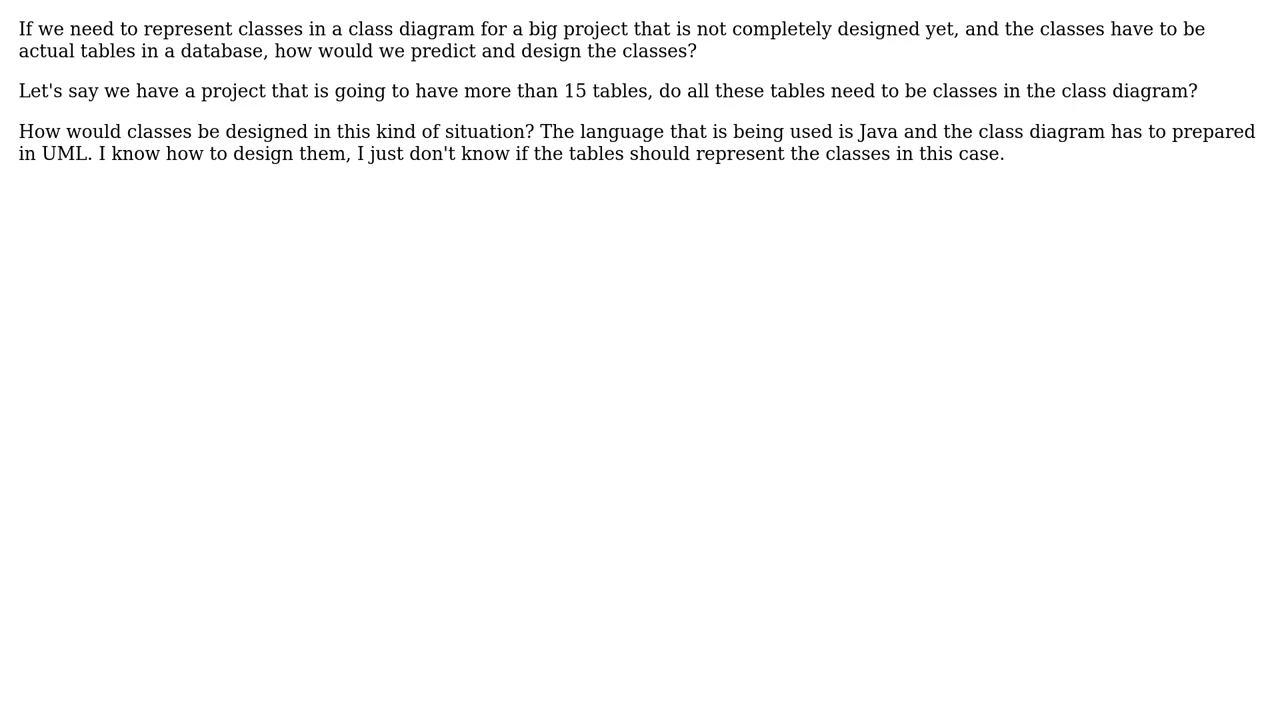 If we need to represent classes in a class diagram for a big project that is not completely designed yet, and the classes have to be
actual tables in a database, how would we predict and design the classes?
Let's say we have a project that is going to have more than 15 tables, do all these tables need to be classes in the class diagram?
How would classes be designed in this kind of situation? The language that is being used is Java and the class diagram has to prepared
in UML. I know how to design them, I just don't know if the tables should represent the classes in this case.